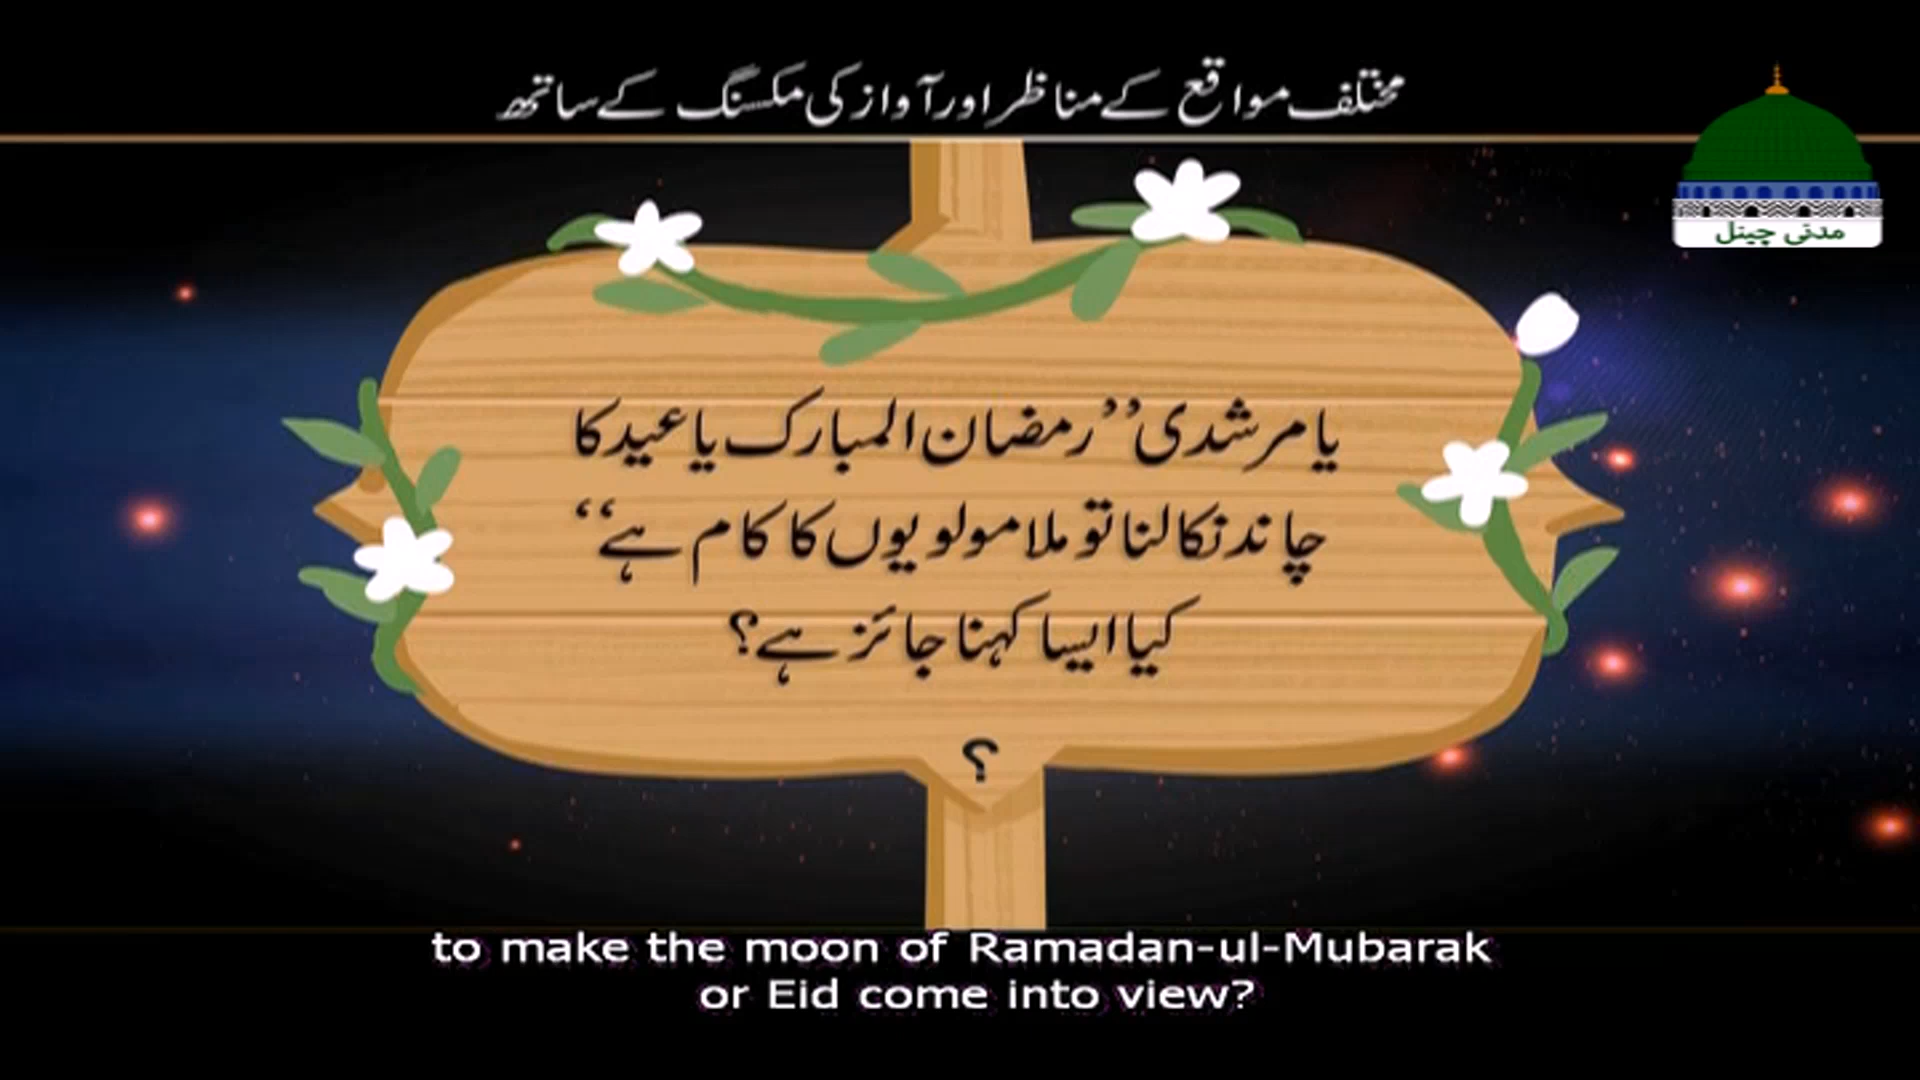 مختلف مواقع کے مناظر اور آواز کی مکسنگ کے ساتھ
مدنی چینل
یا مرشدی ’’رمضان المبارک یا عید کا
چاند نکالنا تو ملا مولویوں کا کام ہے‘‘
کیا ایسا کہنا جائز ہے؟
؟
to make the moon of Ramadan-ul-Mubarak
or Eid come into view?